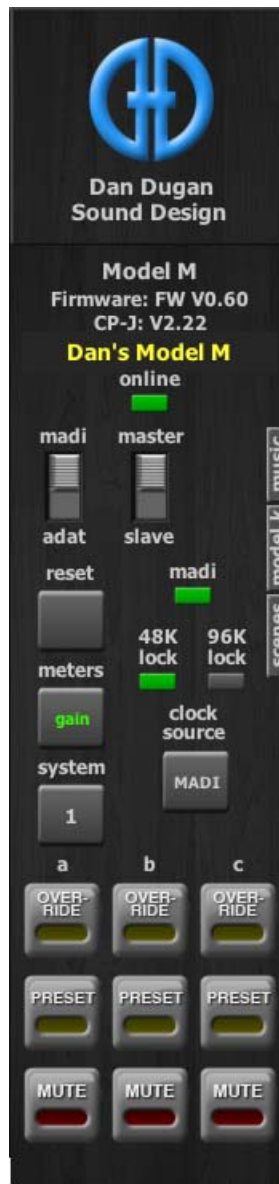 Dan Dugan
Sound Design
Model M
Firmware: FW V0.60
CP-J: V2.22
Dan's Model M
online
madi master
adat slave
music
model k
scenes
reset madi
48K 96K
lock lock
meters
gain
clock
source
MADI
system
1
a b c
OVER-
RIDE
OVER-
RIDE
OVER-
RIDE
PRESET PRESET PRESET
MUTE MUTE MUTE